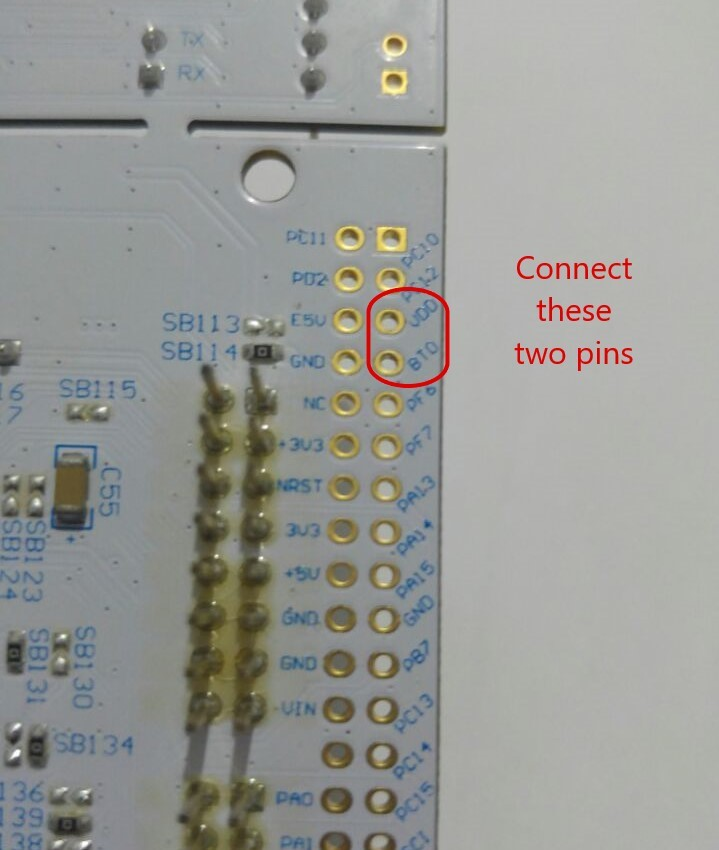 TX
RX
PC11
PC10
PD2
PC12
SB113
E5V
VDD
SB114
GND
BT0
Connect
these
two pins
16
7
SB115
NC
PF6
+3V3
PF7
C55
NRST
PA13
SB123
SB124
3V3
PA14
+
+5V
PA15
GND
GND
SB131
SB130
GND
PB7
VIN
PC13
SB134
PC14
136
PA0
PC15
139
138
PA1
PC1